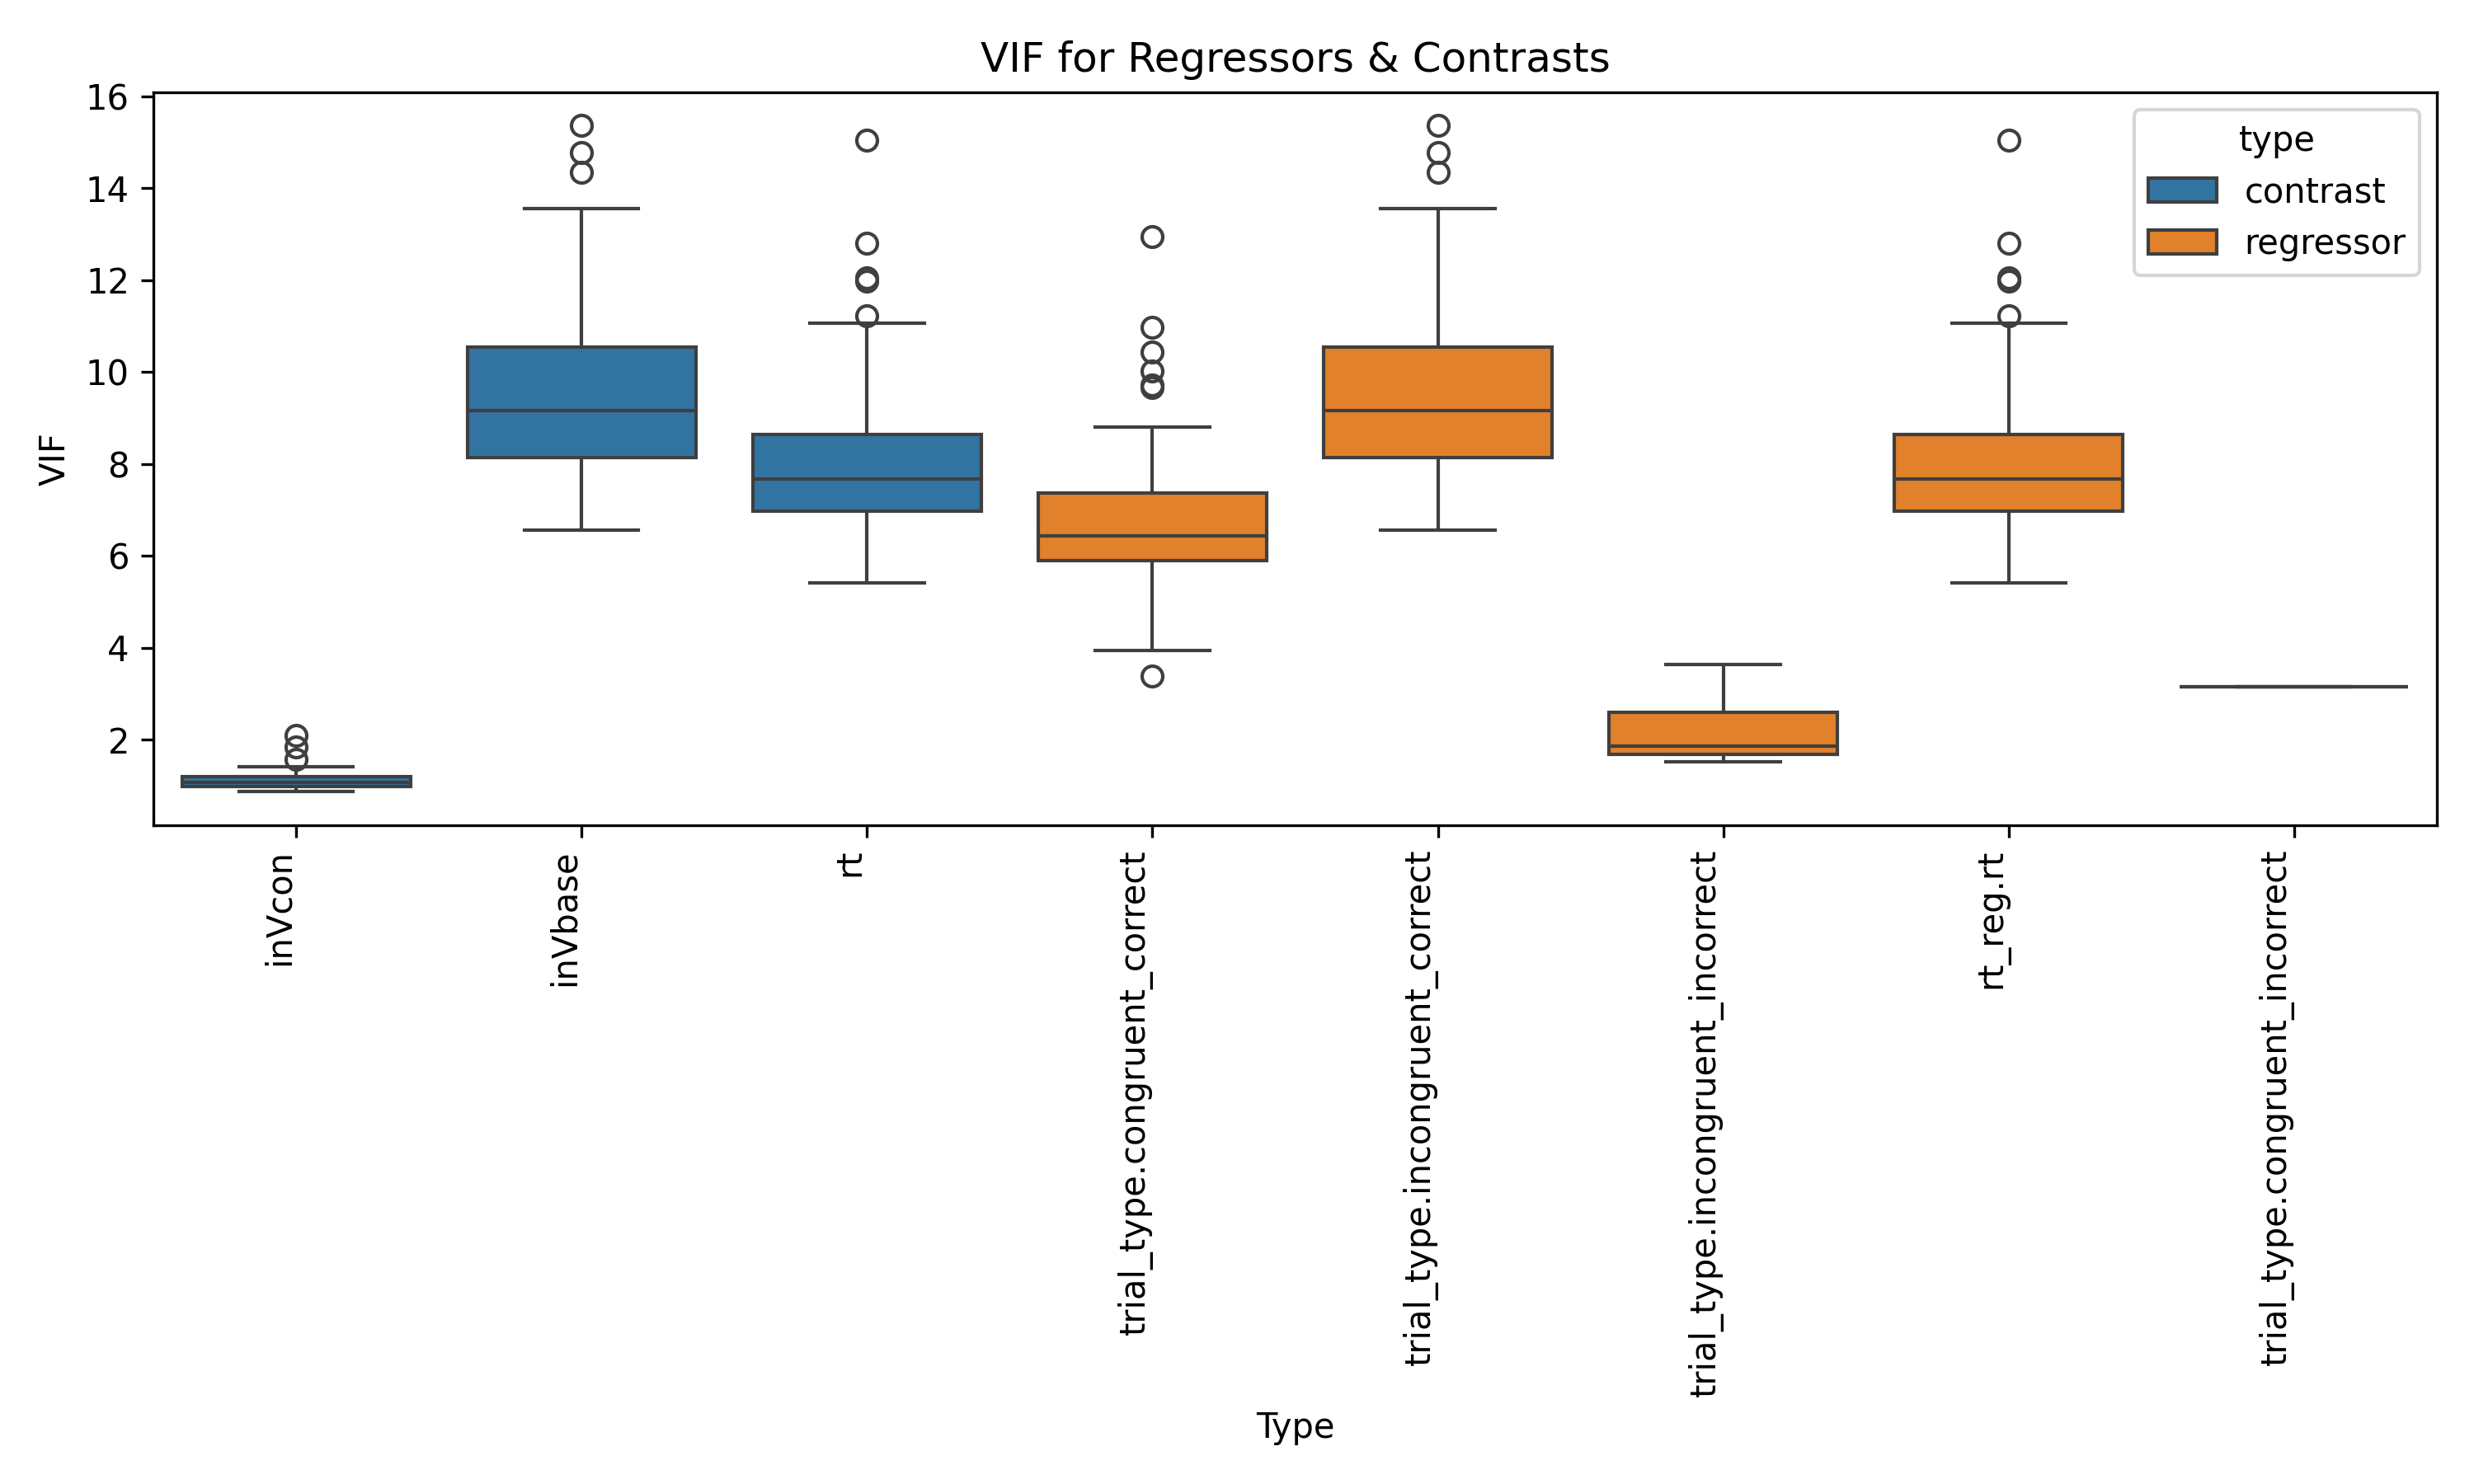 VIF for Regressors & Contrasts
16
14
12
10
8
6
4
2
VIF
type
contrast
regressor
inVcon
inVbase
rt
trial_type.congruent_correct
trial_type.incongruent_correct
trial_type.incongruent_incorrect
rt_reg.rt
trial_type.congruent_incorrect
Type